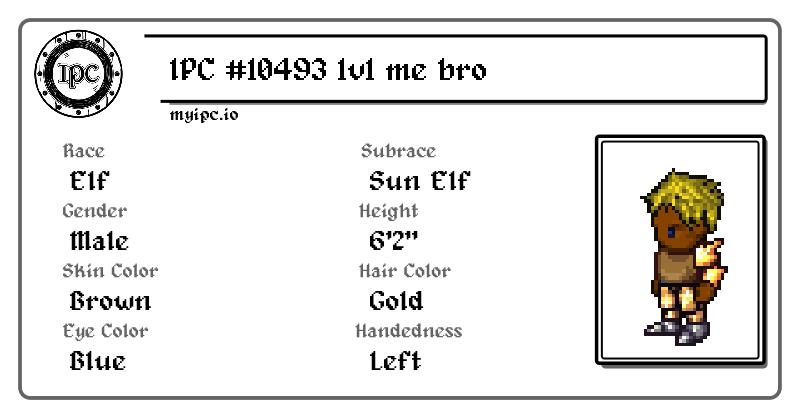 IPC
IPC #10493 lvl me bro
myipc.io
Race
Elf
Subrace
Sun Elf
Gender
Male
Height
6'2"
Skin Color
Brown
Hair Color
Gold
Eye Color
Blue
Handedness
Left